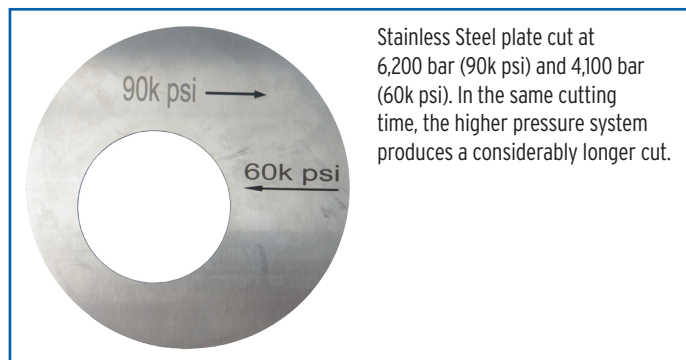 90k psi
60k psi
Stainless Steel plate cut at
6,200 bar (90k psi) and 4,100 bar
(60k psi). In the same cutting
time, the higher pressure system
produces a considerably longer cut.